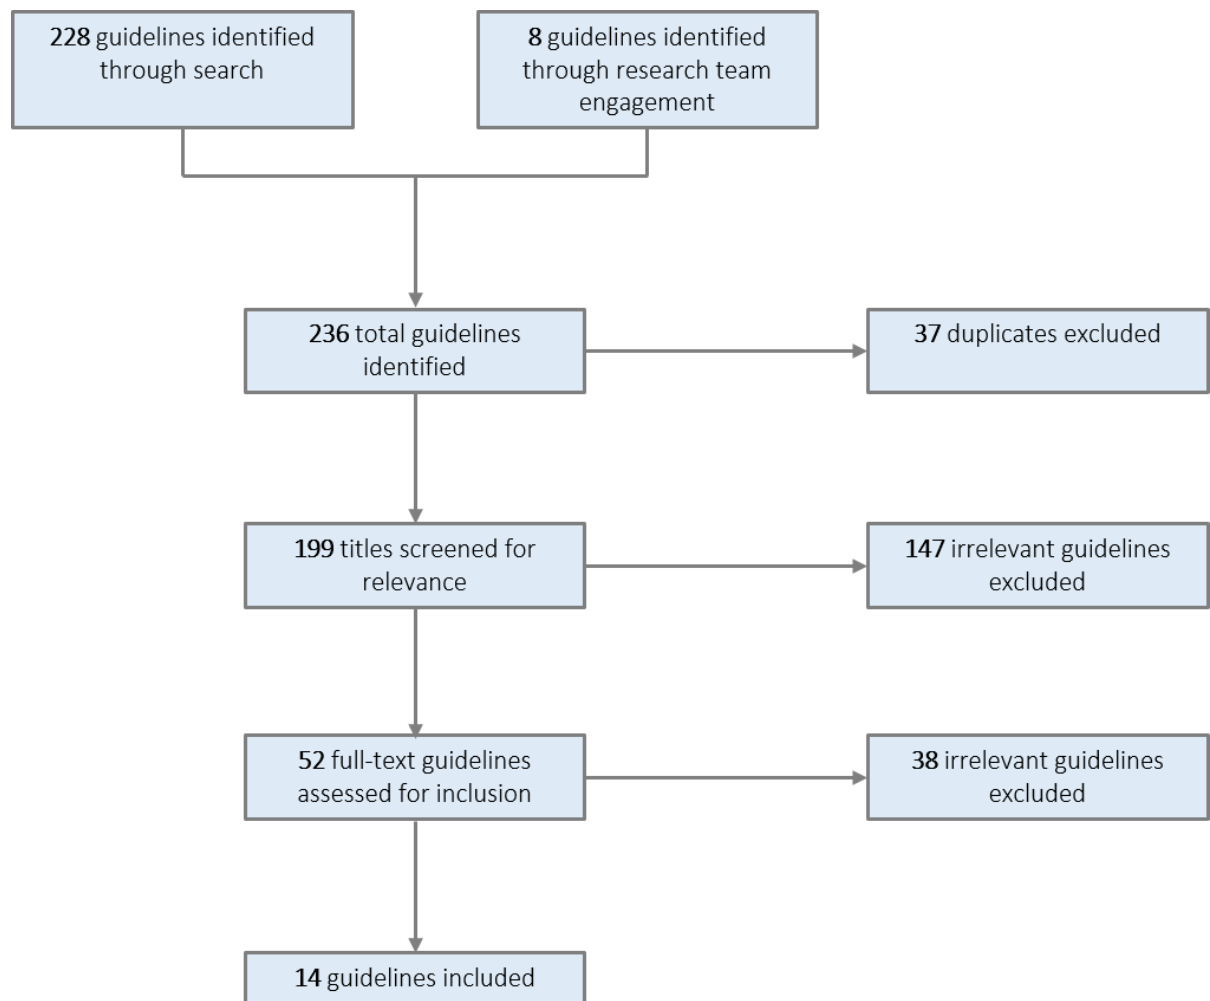 228 guidelines identified
through search
8 guidelines identified
through research team
engagement
236 total guidelines
identified
37 duplicates excluded
199 titles screened for
relevance
147 irrelevant guidelines
excluded
52 full-text guidelines
assessed for inclusion
38 irrelevant guidelines
excluded
14 guidelines included